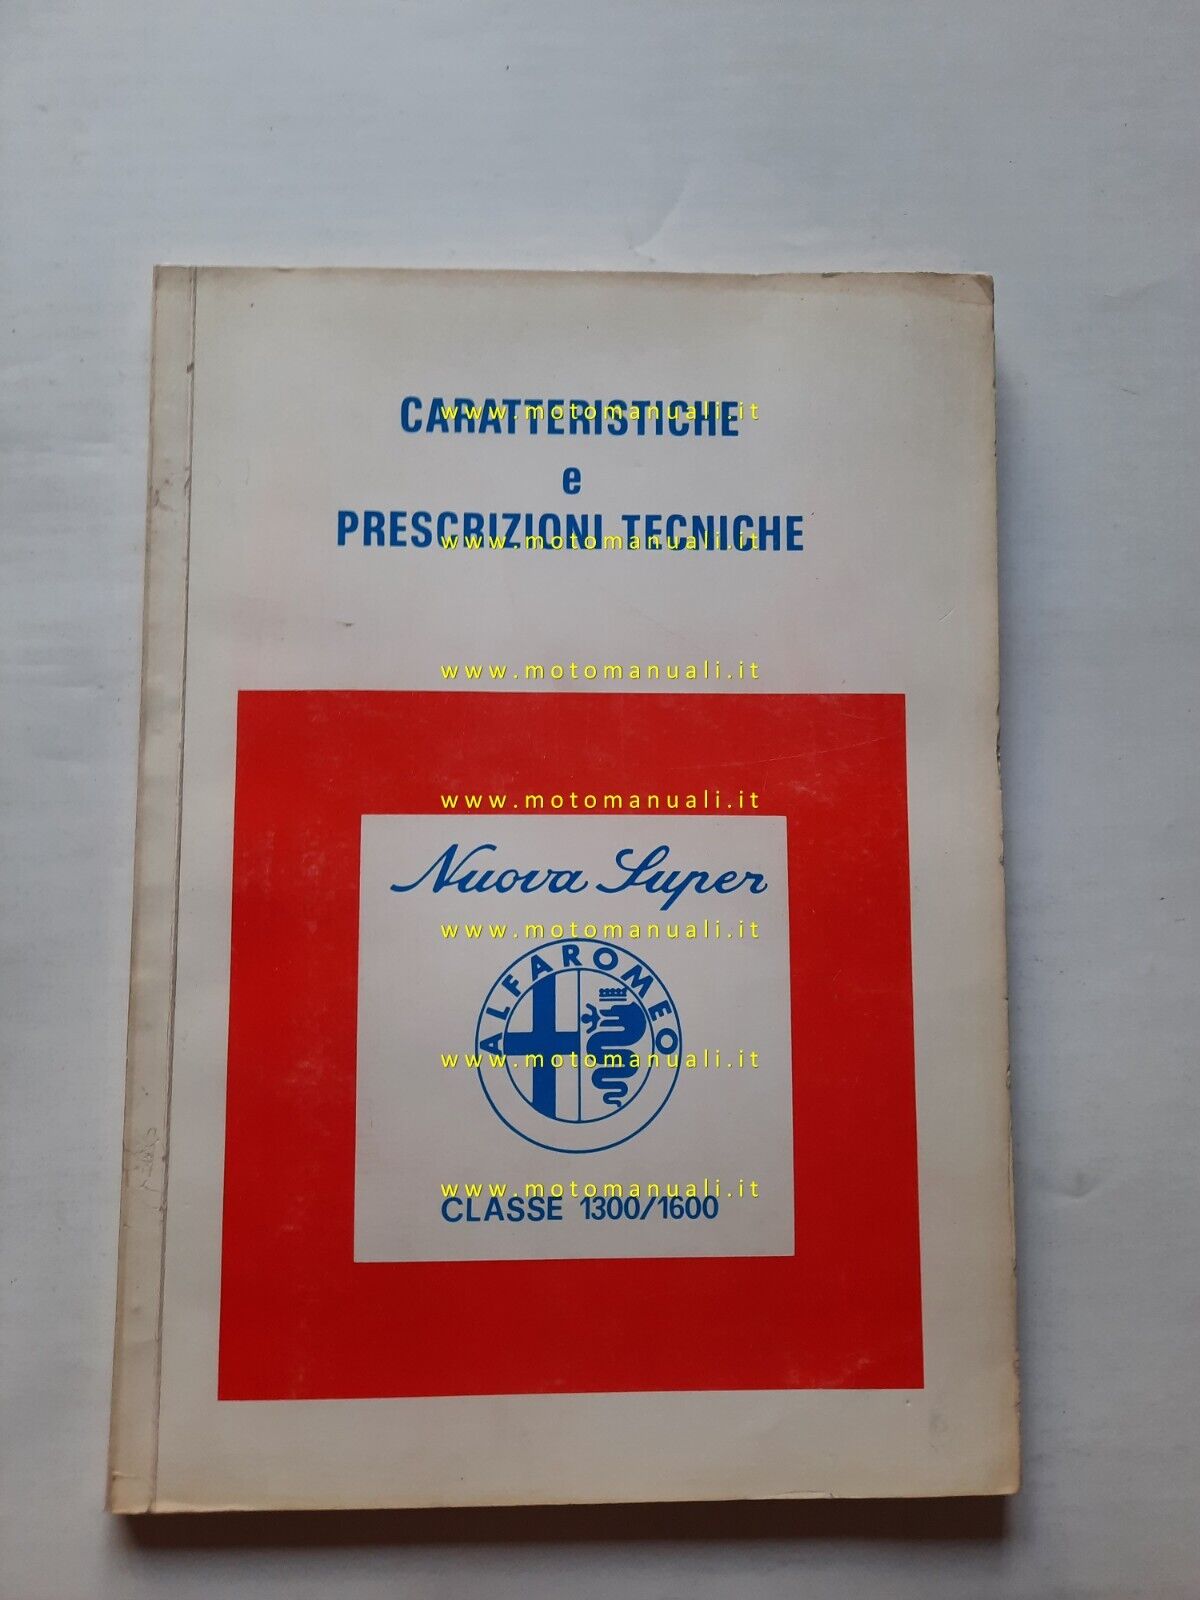 CARATTERISTICHE
www.motomanuali.it
e
PRESCRIZIONI TECNICHE
www.motomanuali.it
www.motomanuali.it
www.motomanuali.it
Nuova Super
www.motomanuali.it
ALFA ROMEO
www.motomanuali.it
www.motomanuali.it
CLASSE 1300/1600